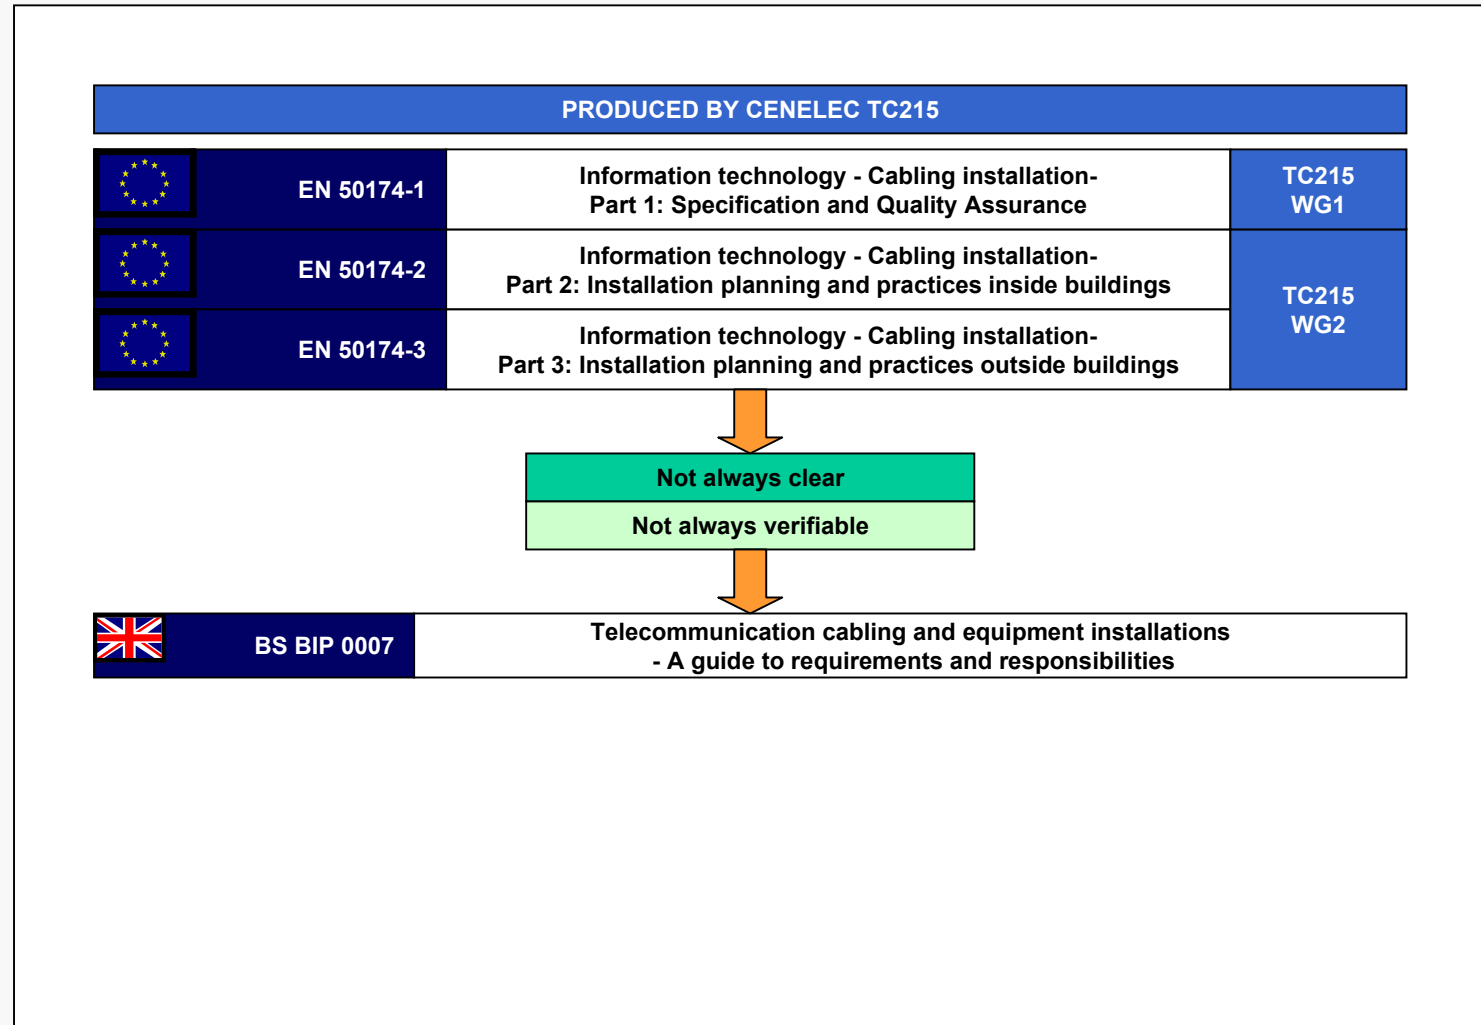 PRODUCED BY CENELEC TC215
EN 50174-1
Information technology - Cabling installation-
Part 1: Specification and Quality Assurance
TC215
WG1
EN 50174-2
Information technology - Cabling installation-
Part 2: Installation planning and practices inside buildings
TC215
WG2
EN 50174-3
Information technology - Cabling installation-
Part 3: Installation planning and practices outside buildings
Not always clear
Not always verifiable
BS BIP 0007
Telecommunication cabling and equipment installations
- A guide to requirements and responsibilities